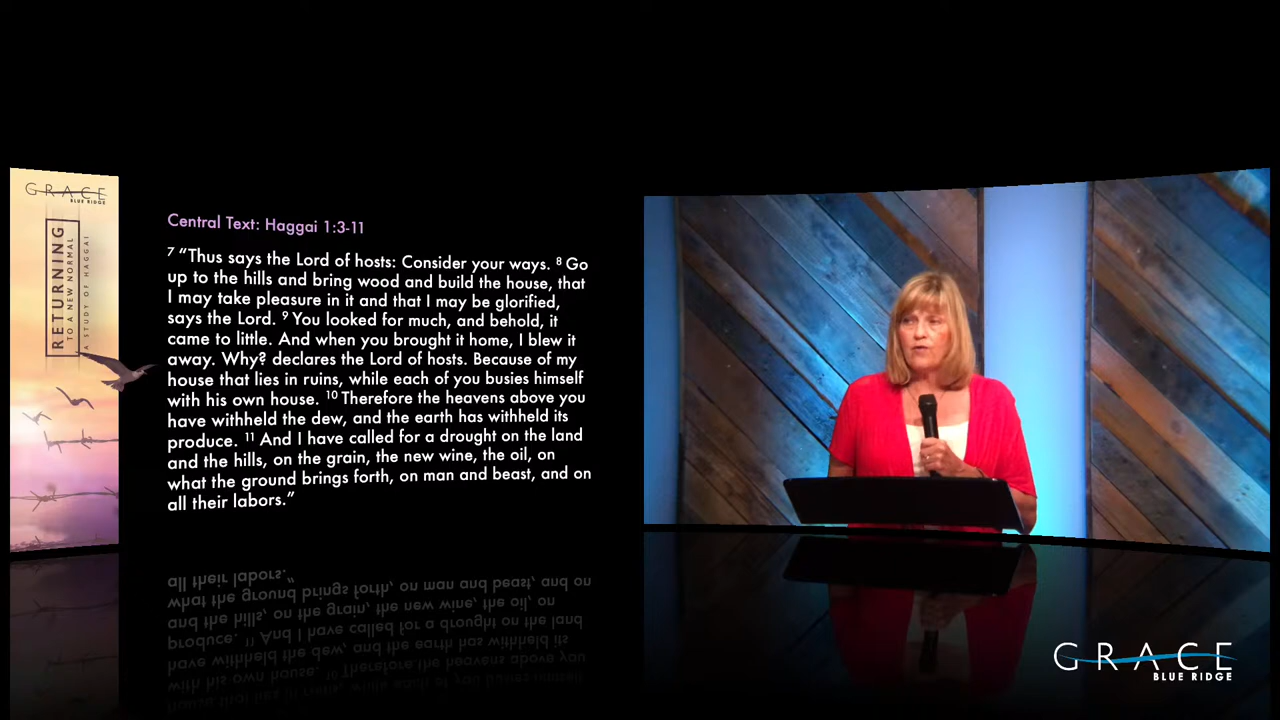 GRACE
BLUE RIDGE
RETURNING
TO A NEW NORMAL
A STUDY OF HAGGAI
Central Text: Haggai 1:3-11
7 “Thus says the Lord of hosts: Consider your ways. 8 Go
up to the hills and bring wood and build the house, that
I may take pleasure in it and that I may be glorified,
says the Lord. 9 You looked for much, and behold, it
came to little. And when you brought it home, I blew it
away. Why? declares the Lord of hosts. Because of my
house that lies in ruins, while each of you busies himself
with his own house. 10 Therefore the heavens above you
have withheld the dew, and the earth has withheld its
produce. 11 And I have called for a drought on the land
and the hills, on the grain, the new wine, the oil, on
what the ground brings forth, on man and beast, and on
all their labors.”
GRACE
BLUE RIDGE